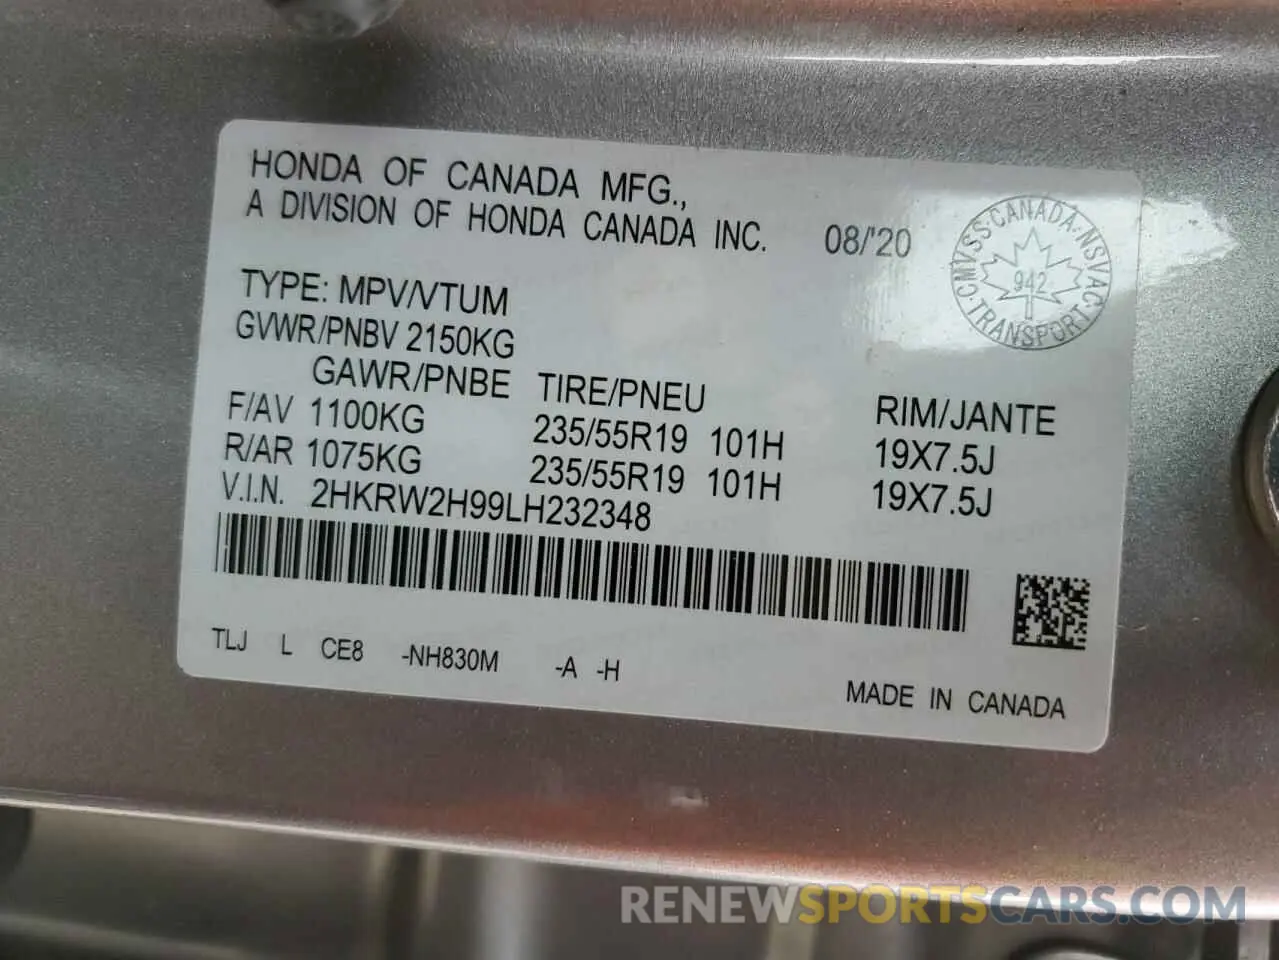 HONDA OF CANADA MFG.,
A DIVISION OF HONDA CANADA INC. 08/'20
CMVSS·CANADA·NSVAC·TRANSPORT·
942
TYPE: MPV/VTUM
GVWR/PNBV 2150KG
GAWR/PNBE TIRE/PNEU RIM/JANTE
F/AV 1100KG 235/55R19 101H 19X7.5J
R/AR 1075KG 235/55R19 101H 19X7.5J
V.I.N. 2HKRW2H99LH232348
TLJ L CE8 -NH830M -A -H
MADE IN CANADA
RENEWSPORTSCARS.COM